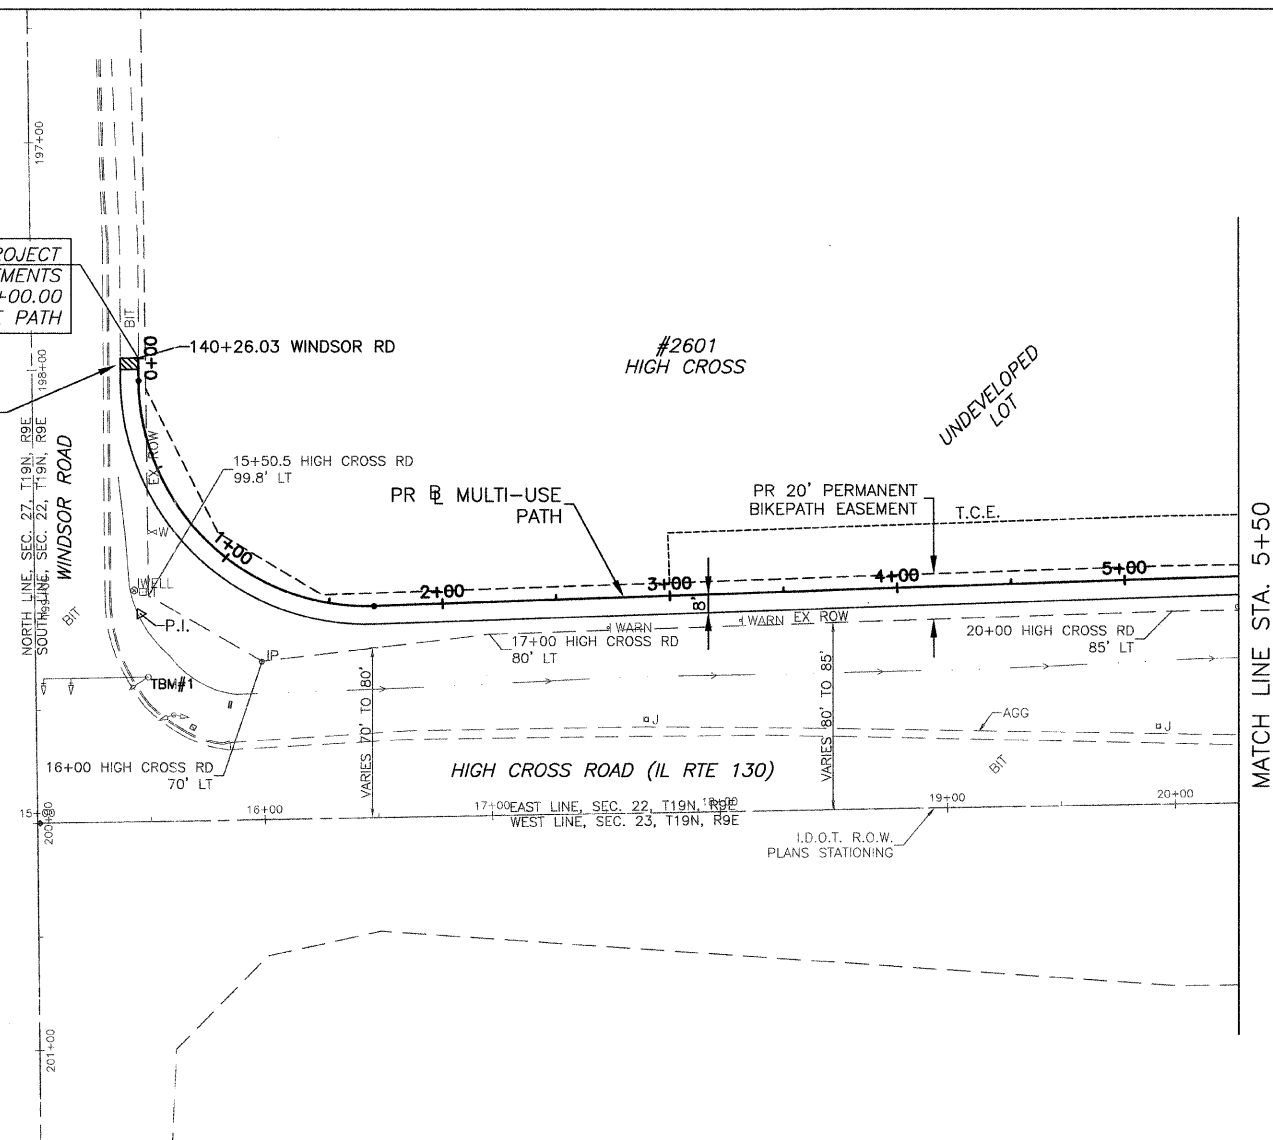 197+00
ROJECT
EMENTS
+00.00
E PATH
BIT
0+00
140+26.03 WINDSOR RD
198+00
#2601
HIGH CROSS
UNDEVELOPED
LOT
NORTH LINE, SEC. 27, T19N, R9E
SOUTH LINE, SEC. 22, T19N, R9E
WINDSOR ROAD
EX ROW
15+50.5 HIGH CROSS RD
99.8' LT
PR BL MULTI-USE
PATH
PR 20' PERMANENT
BIKEPATH EASEMENT
T.C.E.
MATCH LINE STA. 5+50
W
1+00
2+00
3+00
4+00
5+00
8'
WELL
BIT
P.I.
WARN
WARN
EX ROW
17+00 HIGH CROSS RD
80' LT
20+00 HIGH CROSS RD
85' LT
IP
TBM#1
VARIES 70' TO 80'
VARIES 80' TO 85'
J
AGG
J
BIT
16+00 HIGH CROSS RD
70' LT
HIGH CROSS ROAD (IL RTE 130)
15+00
200+00
16+00
17+00
EAST LINE, SEC. 22, T19N, R9E
18+00
WEST LINE, SEC. 23, T19N, R9E
19+00
20+00
I.D.O.T. R.O.W.
PLANS STATIONING
201+00